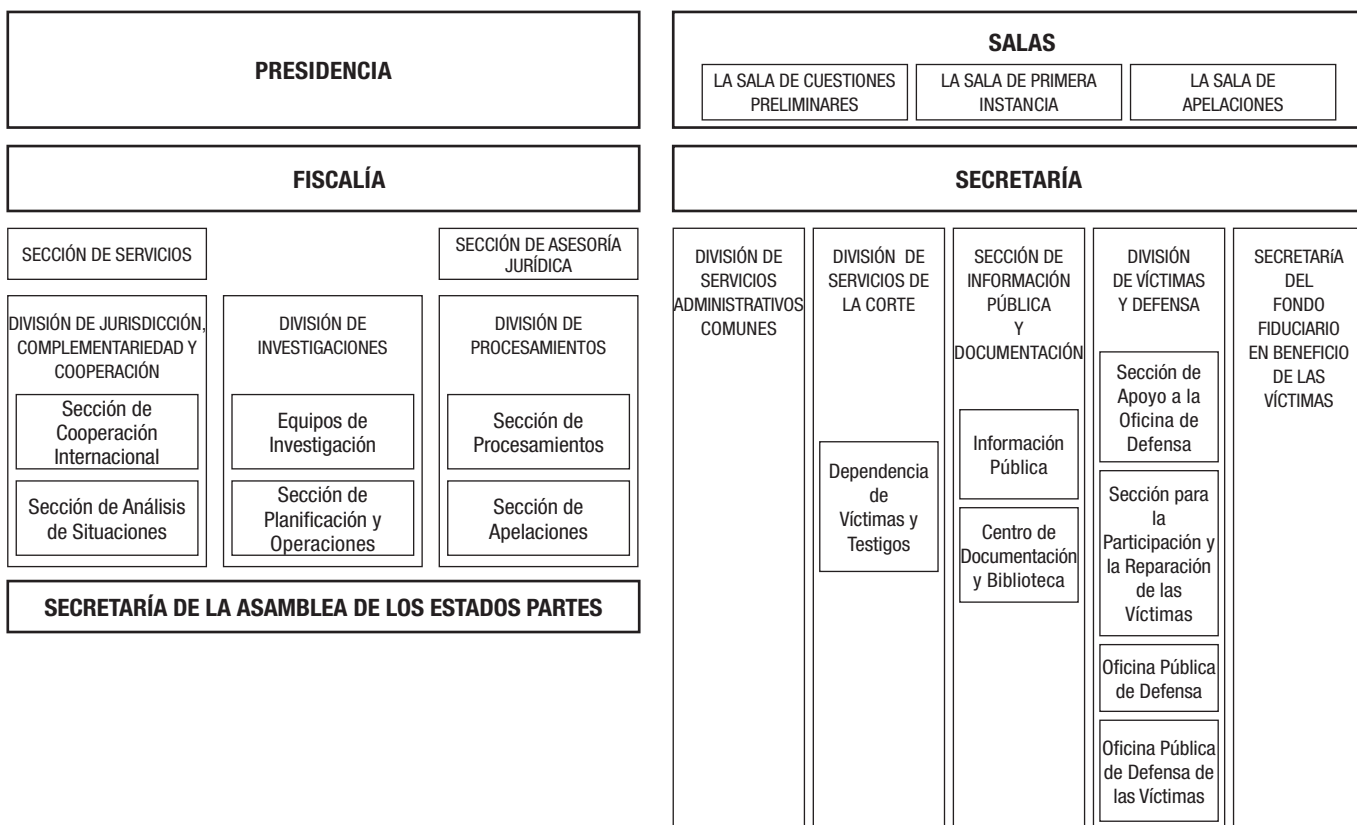 PRESIDENCIA
SALAS
LA SALA DE CUESTIONES
PRELIMINARES
LA SALA DE PRIMERA
INSTANCIA
LA SALA DE
APELACIONES
FISCALÍA
SECRETARÍA
SECCIÓN DE SERVICIOS
SECCIÓN DE ASESORÍA
JURÍDICA
DIVISIÓN DE JURISDICCIÓN,
COMPLEMENTARIEDAD Y
COOPERACIÓN
Sección de
Cooperación
Internacional
Sección de Análisis
de Situaciones
DIVISIÓN DE
INVESTIGACIONES
Equipos de
Investigación
Sección de
Planificación y
Operaciones
DIVISIÓN DE
PROCESAMIENTOS
Sección de
Procesamientos
Sección de
Apelaciones
SECRETARÍA DE LA ASAMBLEA DE LOS ESTADOS PARTES
DIVISIÓN DE
SERVICIOS
ADMINISTRATIVOS
COMUNES
DIVISIÓN DE
SERVICIOS DE
LA CORTE
Dependencia
de
Víctimas y
Testigos
SECCIÓN DE
INFORMACIÓN
PÚBLICA
Y
DOCUMENTACIÓN
Información
Pública
Centro de
Documentación
y Biblioteca
DIVISIÓN
DE VÍCTIMAS
Y DEFENSA
Sección de
Apoyo a la
Oficina de
Defensa
Sección para
la
Participación y
la Reparación
de las
Víctimas
Oficina Pública
de Defensa
Oficina Pública
de Defensa de
las Víctimas
SECRETARíA
DEL
FONDO
FIDUCIARIO
EN BENEFICIO
DE LAS
VÍCTIMAS